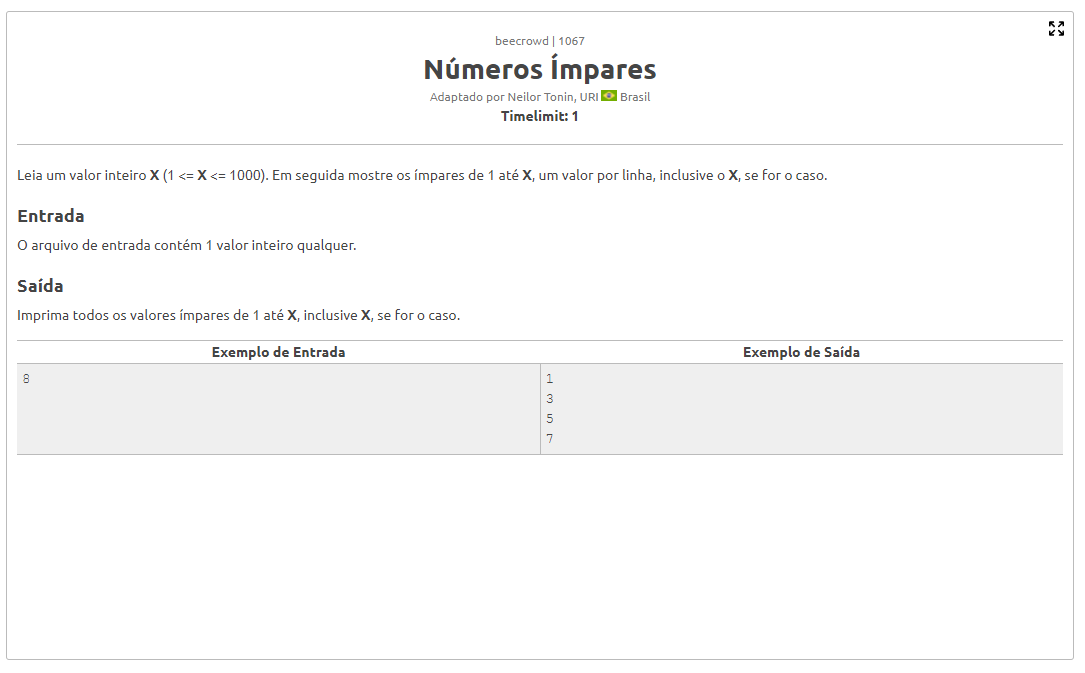 beecrowd | 1067
Números Ímpares
Adaptado por Neilor Tonin, URI Brasil
Timelimit: 1
Leia um valor inteiro X (1 <= X <= 1000). Em seguida mostre os ímpares de 1 até X, um valor por linha, inclusive o X, se for o caso.
Entrada
O arquivo de entrada contém 1 valor inteiro qualquer.
Saída
Imprima todos os valores ímpares de 1 até X, inclusive X, se for o caso.
Exemplo de Entrada Exemplo de Saída
8 1
3
5
7